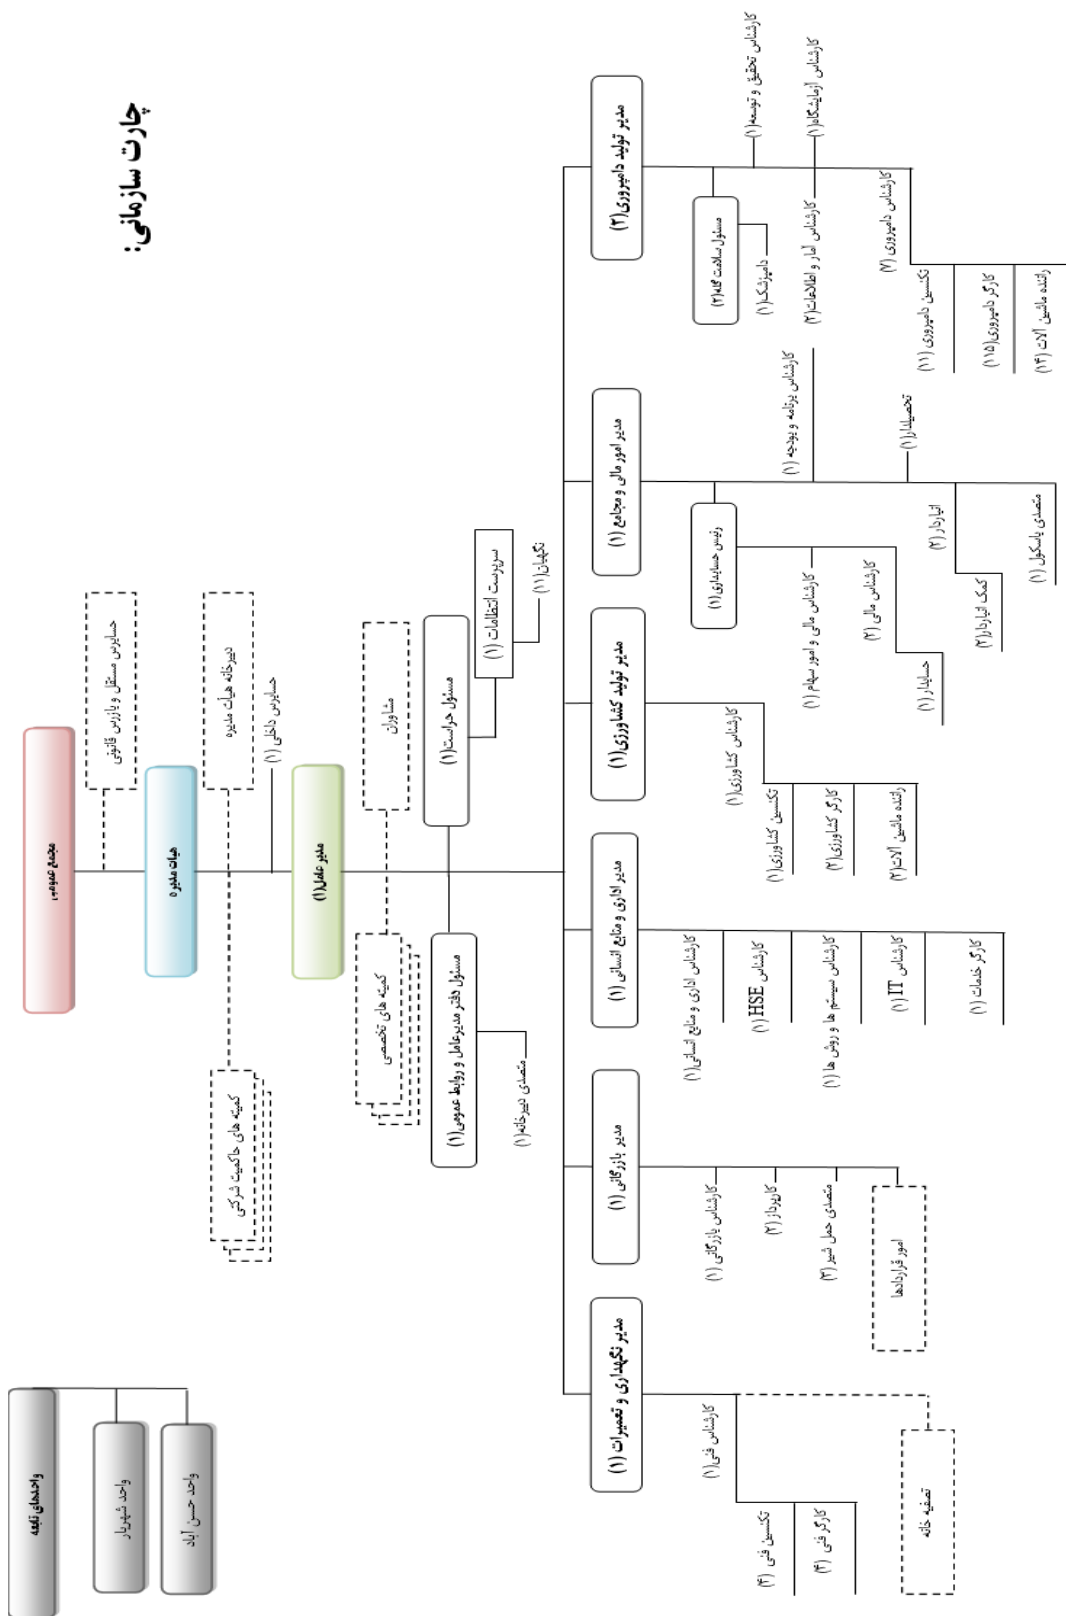 چارت سازمانی:
مجمع عمومی
حسابرس مستقل و بازرس قانونی
هیات مدیره
دبیرخانه هیأت مدیره
کمیته های حاکمیت شرکتی
حسابرس داخلی (۱)
مدیر عامل(۱)
مشاوران
کمیته های تخصصی
مسئول حراست(۱)
سرپرست انتظامات (۱)
نگهبان(۱۱)
مسئول دفتر مدیرعامل و روابط عمومی(۱)
متصدی دبیرخانه(۱)
مدیر تولید دامپروری(۳)
مسئول سلامت گله(۲)
دامپزشک(۱)
کارشناس تحقیق و توسعه(۱)
کارشناس آزمایشگاه(۱)
کارشناس آمار و اطلاعات(۲)
کارشناس دامپروری (۷)
تکنسین دامپروری (۱۱)
کارگر دامپروری(۱۱۵)
راننده ماشین آلات (۱۴)
مدیر امور مالی و مجامع (۱)
رئیس حسابداری(۱)
کارشناس مالی و امور سهام (۱)
کارشناس مالی (۲)
حسابدار (۱)
کارشناس برنامه و بودجه (۱)
تحصیلدار(۱)
انباردار (۲)
کمک انباردار(۲)
متصدی باسکول (۱)
مدیر تولید کشاورزی(۱)
کارشناس کشاورزی(۱)
تکنسین کشاورزی(۱)
کارگر کشاورزی(۲)
راننده ماشین آلات(۲)
مدیر اداری و منابع انسانی (۱)
کارشناس اداری و منابع انسانی(۱)
کارشناس HSE (۱)
کارشناس سیستم ها و روش ها (۱)
کارشناس IT (۱)
کارگر خدمات (۱)
مدیر بازرگانی (۱)
کارشناس بازرگانی (۱)
کارپرداز (۲)
متصدی حمل شیر (۳)
امور قراردادها
مدیر نگهداری و تعمیرات (۱)
کارشناس فنی(۱)
تکنسین فنی (۴)
کارگر فنی (۴)
تصفیه خانه
واحدهای تابعه
واحد شهریار
واحد حسن آباد